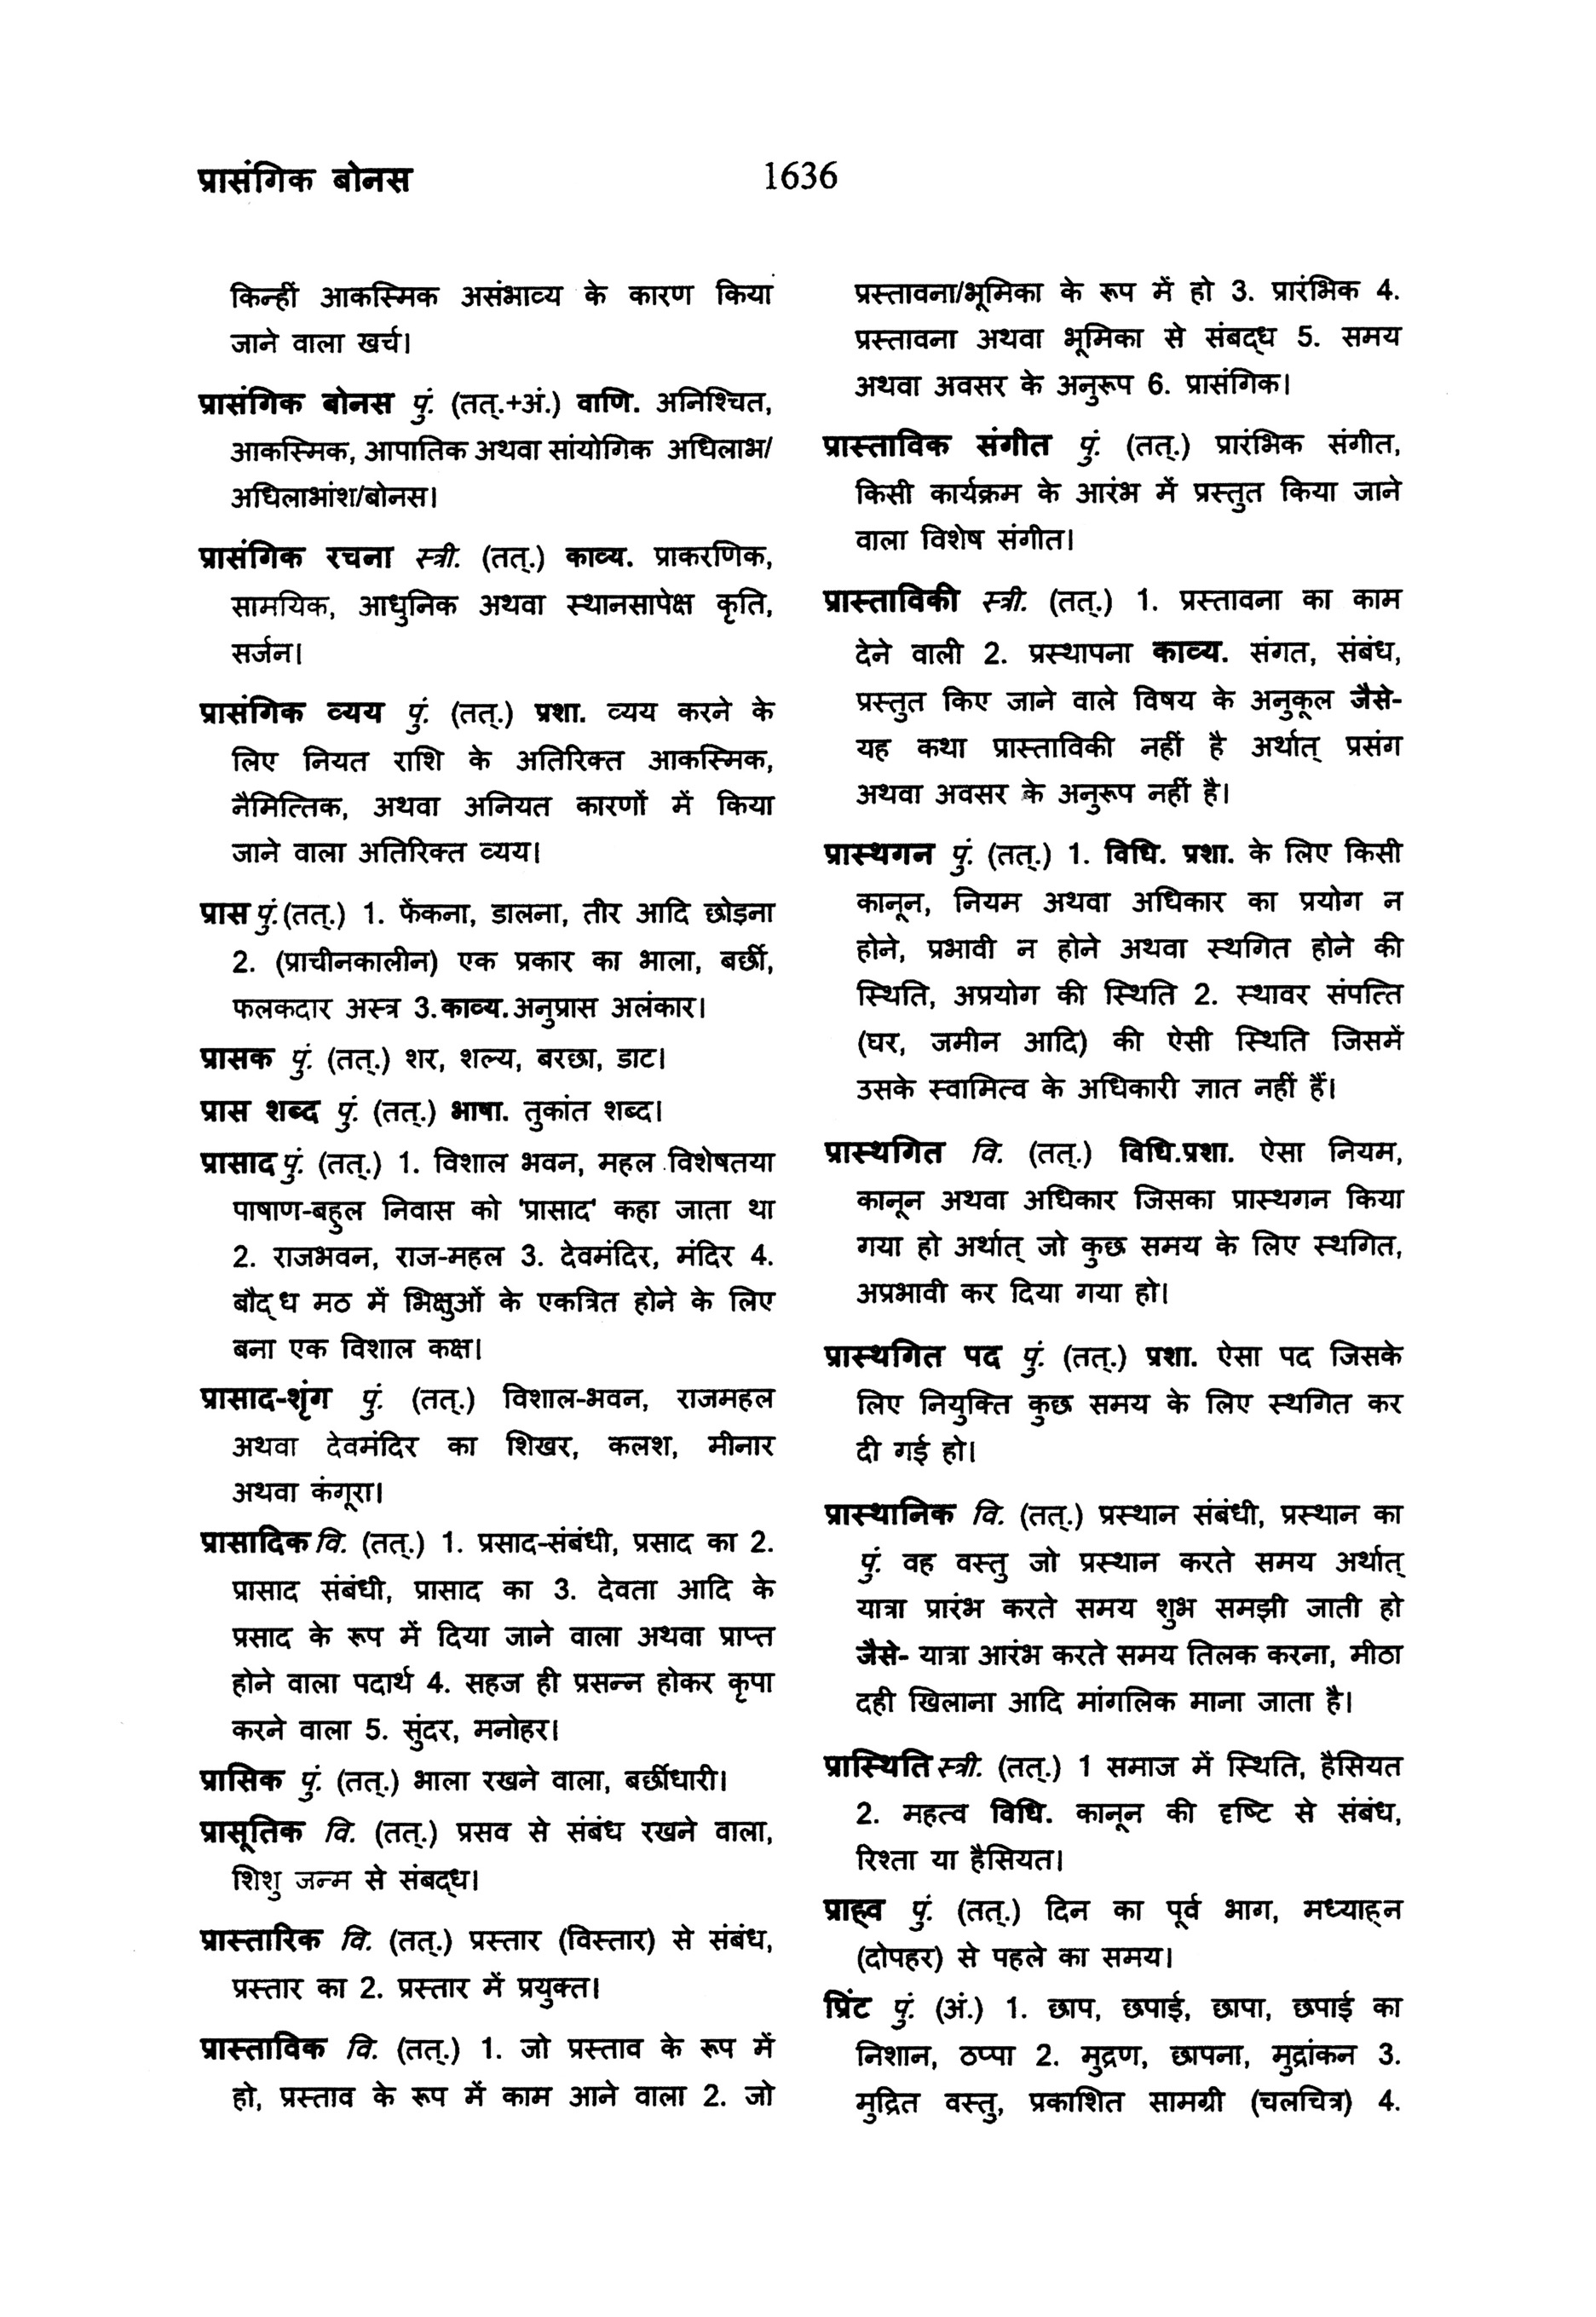 प्रासंगिक बोनस
1636
किन्हीं आकस्मिक असंभाव्य के कारण किया
जाने वाला खर्च।
प्रासंगिक बोनस पुं. (तत्.+अं.) वाणि. अनिश्चित,
आकस्मिक, आपातिक अथवा सांयोगिक अधिलाभ/
अधिलाभांश/बोनस।
प्रासंगिक रचना स्त्री. (तत्.) काव्य. प्राकरणिक,
सामयिक, आधुनिक अथवा स्थानसापेक्ष कृति,
सर्जन।
प्रासंगिक व्यय पुं. (तत्.) प्रशा. व्यय करने के
लिए नियत राशि के अतिरिक्त आकस्मिक,
नैमित्तिक, अथवा अनियत कारणों में किया
जाने वाला अतिरिक्त व्यय।
प्रास पुं. (तत्.) 1. फेंकना, डालना, तीर आदि छोड़ना
2. (प्राचीनकालीन) एक प्रकार का भाला, बर्छी,
फलकदार अस्त्र 3. काव्य. अनुप्रास अलंकार।
प्रासक पुं. (तत्.) शर, शल्य, बरछा, डाट।
प्रास शब्द पुं. (तत्.) भाषा. तुकांत शब्द।
प्रासाद पुं. (तत्.) 1. विशाल भवन, महल विशेषतया
पाषाण-बहुल निवास को 'प्रासाद' कहा जाता था
2. राजभवन, राज-महल 3. देवमंदिर, मंदिर 4.
बौद्ध मठ में भिक्षुओं के एकत्रित होने के लिए
बना एक विशाल कक्ष।
प्रासाद-शृंग पुं. (तत्.) विशाल-भवन, राजमहल
अथवा देवमंदिर का शिखर, कलश, मीनार
अथवा कंगूरा।
प्रासादिक वि. (तत्.) 1. प्रसाद-संबंधी, प्रसाद का 2.
प्रासाद संबंधी, प्रासाद का 3. देवता आदि के
प्रसाद के रूप में दिया जाने वाला अथवा प्राप्त
होने वाला पदार्थ 4. सहज ही प्रसन्न होकर कृपा
करने वाला 5. सुंदर, मनोहर।
प्रासिक पुं. (तत्.) भाला रखने वाला, बर्छीधारी।
प्रासूतिक वि. (तत्.) प्रसव से संबंध रखने वाला,
शिशु जन्म से संबद्ध।
प्रास्तारिक वि. (तत्.) प्रस्तार (विस्तार) से संबंध,
प्रस्तार का 2. प्रस्तार में प्रयुक्त।
प्रास्ताविक वि. (तत्.) 1. जो प्रस्ताव के रूप में
हो, प्रस्ताव के रूप में काम आने वाला 2. जो
प्रस्तावना/भूमिका के रूप में हो 3. प्रारंभिक 4.
प्रस्तावना अथवा भूमिका से संबद्ध 5. समय
अथवा अवसर के अनुरूप 6. प्रासंगिक।
प्रास्ताविक संगीत पुं. (तत्.) प्रारंभिक संगीत,
किसी कार्यक्रम के आरंभ में प्रस्तुत किया जाने
वाला विशेष संगीत।
प्रास्ताविकी स्त्री. (तत्.) 1. प्रस्तावना का काम
देने वाली 2. प्रस्थापना काव्य. संगत, संबंध,
प्रस्तुत किए जाने वाले विषय के अनुकूल जैसे-
यह कथा प्रास्ताविकी नहीं है अर्थात् प्रसंग
अथवा अवसर के अनुरूप नहीं है।
प्रास्थगन पुं. (तत्.) 1. विधि. प्रशा. के लिए किसी
कानून, नियम अथवा अधिकार का प्रयोग न
होने, प्रभावी न होने अथवा स्थगित होने की
स्थिति, अप्रयोग की स्थिति 2. स्थावर संपत्ति
(घर, जमीन आदि) की ऐसी स्थिति जिसमें
उसके स्वामित्व के अधिकारी ज्ञात नहीं हैं।
प्रास्थगित वि. (तत्.) विधि.प्रशा. ऐसा नियम,
कानून अथवा अधिकार जिसका प्रास्थगन किया
गया हो अर्थात् जो कुछ समय के लिए स्थगित,
अप्रभावी कर दिया गया हो।
प्रास्थगित पद पुं. (तत्.) प्रशा. ऐसा पद जिसके
लिए नियुक्ति कुछ समय के लिए स्थगित कर
दी गई हो।
प्रास्थानिक वि. (तत्.) प्रस्थान संबंधी, प्रस्थान का
पुं. वह वस्तु जो प्रस्थान करते समय अर्थात्
यात्रा प्रारंभ करते समय शुभ समझी जाती हो
जैसे- यात्रा आरंभ करते समय तिलक करना, मीठा
दही खिलाना आदि मांगलिक माना जाता है।
प्रास्थिति स्त्री. (तत्.) 1 समाज में स्थिति, हैसियत
2. महत्व विधि. कानून की दृष्टि से संबंध,
रिश्ता या हैसियत।
प्राह्व पुं. (तत्.) दिन का पूर्व भाग, मध्याह्न
(दोपहर) से पहले का समय।
प्रिंट पुं. (अं.) 1. छाप, छपाई, छापा, छपाई का
निशान, ठप्पा 2. मुद्रण, छापना, मुद्रांकन 3.
मुद्रित वस्तु, प्रकाशित सामग्री (चलचित्र) 4.